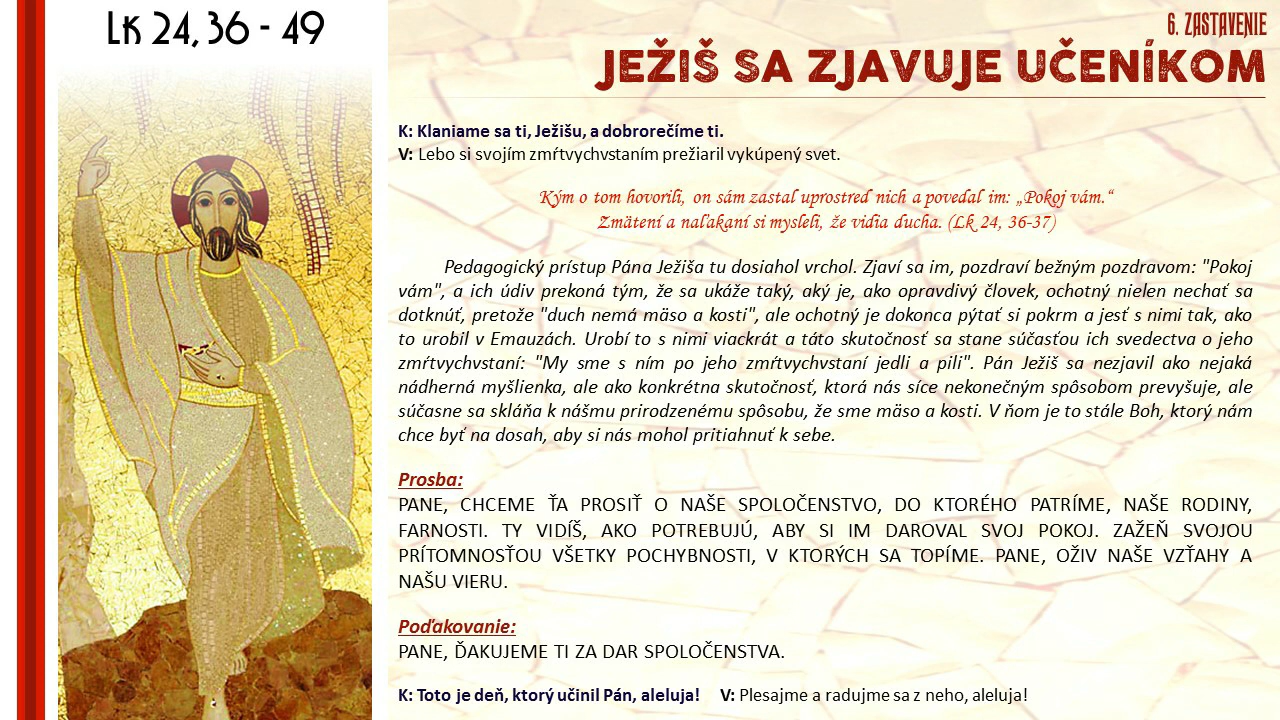 Lk 24, 36 - 49
6. ZASTAVENIE
JEŽIŠ SA ZJAVUJE UČENÍKOM
K: Klaniame sa ti, Ježišu, a dobrorečíme ti.
V: Lebo si svojím zmŕtvychvstaním prežiaril vykúpený svet.
Kým o tom hovorili, on sám zastal uprostred nich a povedal im: „Pokoj vám.“
Zmätení a naľakaní si mysleli, že vidia ducha. (Lk 24, 36-37)
Pedagogický prístup Pána Ježiša tu dosiahol vrchol. Zjaví sa im, pozdraví bežným pozdravom: "Pokoj
vám", a ich údiv prekoná tým, že sa ukáže taký, aký je, ako opravdivý človek, ochotný nielen nechať sa
dotknúť, pretože "duch nemá mäso a kosti", ale ochotný je dokonca pýtať si pokrm a jesť s nimi tak, ako
to urobil v Emauzách. Urobí to s nimi viackrát a táto skutočnosť sa stane súčasťou ich svedectva o jeho
zmŕtvychvstaní: "My sme s ním po jeho zmŕtvychvstaní jedli a pili". Pán Ježiš sa nezjavil ako nejaká
nádherná myšlienka, ale ako konkrétna skutočnosť, ktorá nás síce nekonečným spôsobom prevyšuje, ale
súčasne sa skláňa k nášmu prirodzenému spôsobu, že sme mäso a kosti. V ňom je to stále Boh, ktorý nám
chce byť na dosah, aby si nás mohol pritiahnuť k sebe.
Prosba:
PANE, CHCEME ŤA PROSIŤ O NAŠE SPOLOČENSTVO, DO KTORÉHO PATRÍME, NAŠE RODINY,
FARNOSTI. TY VIDÍŠ, AKO POTREBUJÚ, ABY SI IM DAROVAL SVOJ POKOJ. ZAŽEŇ SVOJOU
PRÍTOMNOSŤOU VŠETKY POCHYBNOSTI, V KTORÝCH SA TOPÍME. PANE, OŽIV NAŠE VZŤAHY A
NAŠU VIERU.
Poďakovanie:
PANE, ĎAKUJEME TI ZA DAR SPOLOČENSTVA.
K: Toto je deň, ktorý učinil Pán, aleluja! V: Plesajme a radujme sa z neho, aleluja!